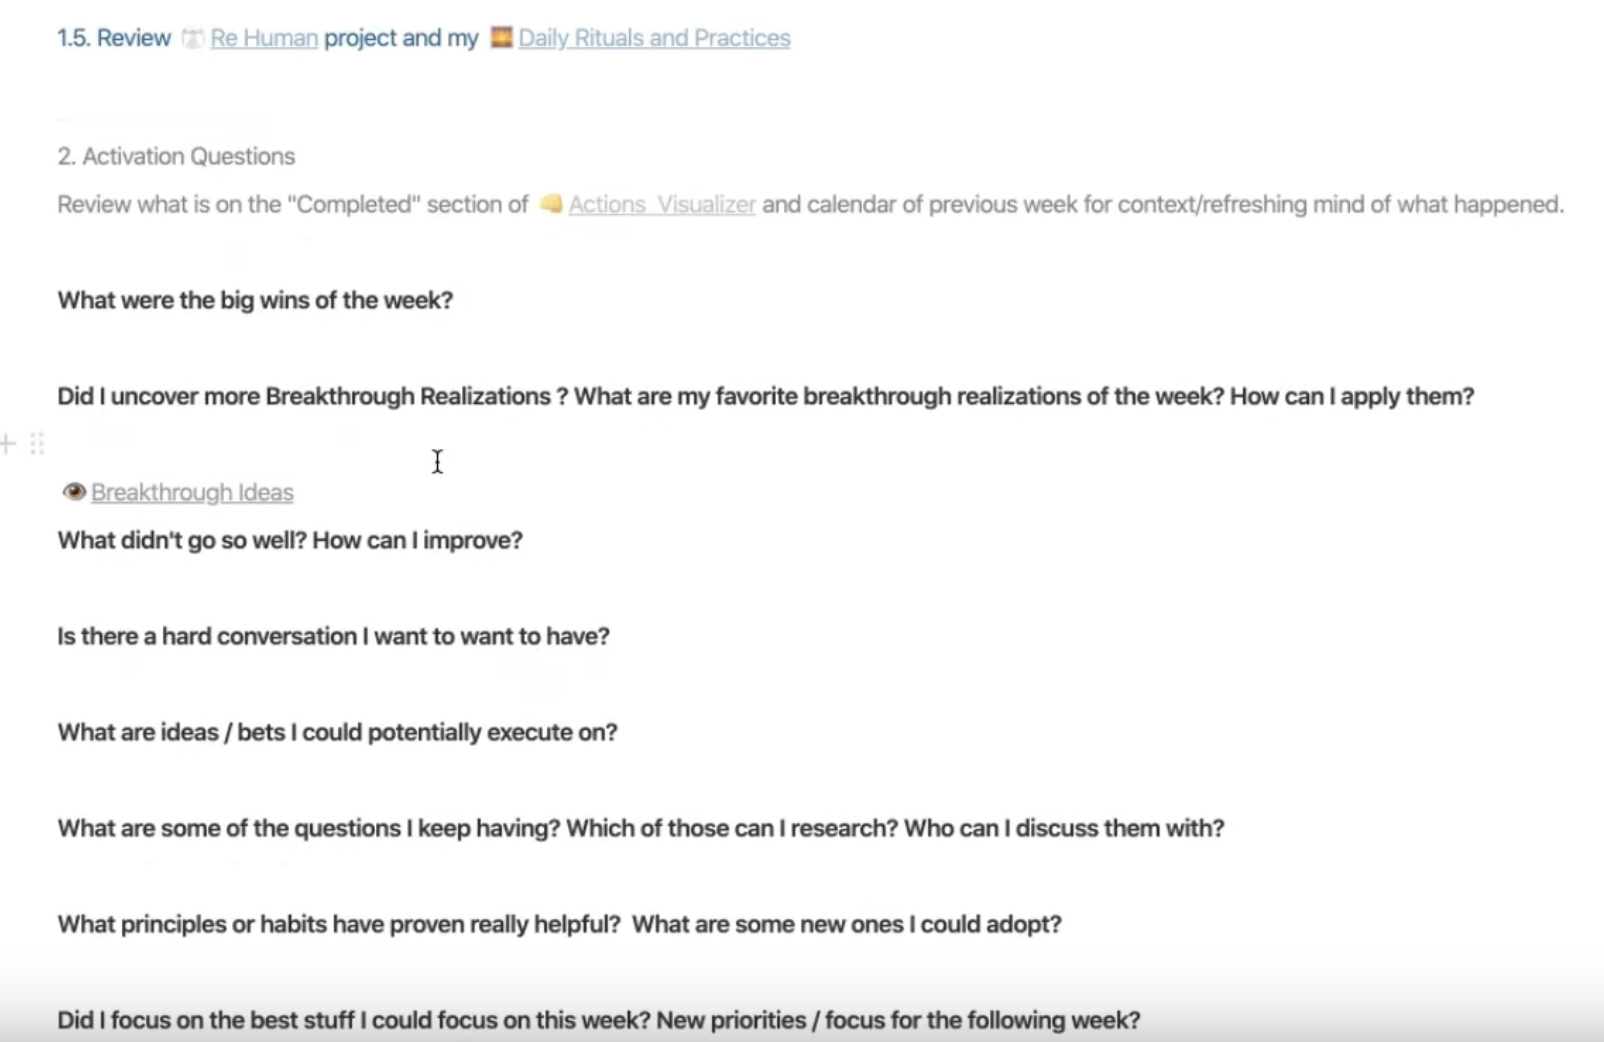 1.5. Review Re Human project and my Daily Rituals and Practices
2. Activation Questions
Review what is on the "Completed" section of Actions Visualizer and calendar of previous week for context/refreshing mind of what happened.
What were the big wins of the week?
Did I uncover more Breakthrough Realizations ? What are my favorite breakthrough realizations of the week? How can I apply them?
Breakthrough Ideas
What didn't go so well? How can I improve?
Is there a hard conversation I want to want to have?
What are ideas / bets I could potentially execute on?
What are some of the questions I keep having? Which of those can I research? Who can I discuss them with?
What principles or habits have proven really helpful? What are some new ones I could adopt?
Did I focus on the best stuff I could focus on this week? New priorities / focus for the following week?